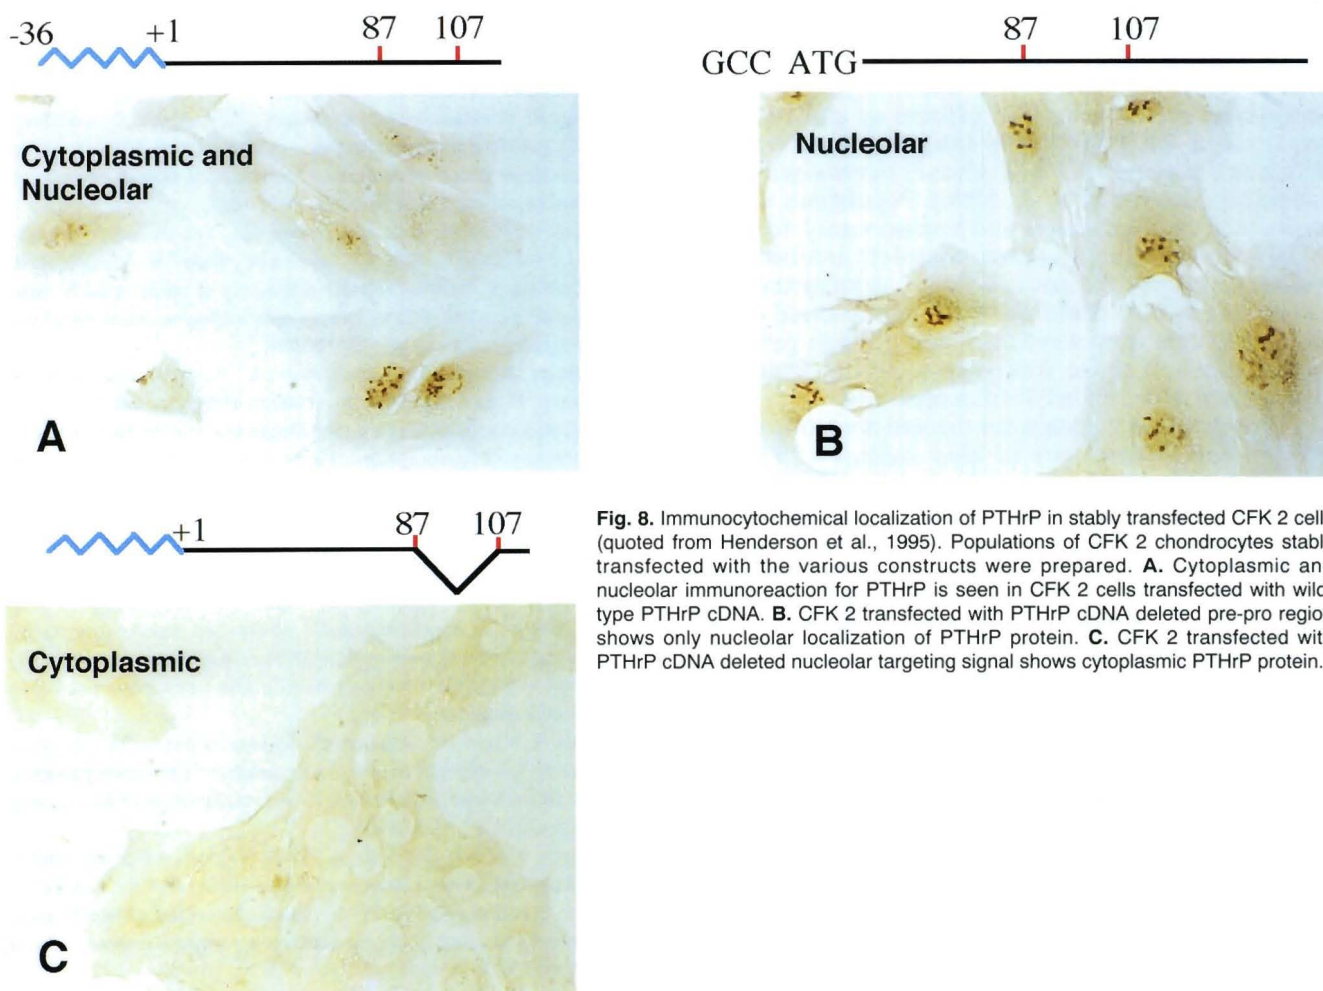 -36 +1 87 107
87 107
GCC ATG
Cytoplasmic and
Nucleolar
A
Nucleolar
B
+1 87 107
Cytoplasmic
C
Fig. 8. Immunocytochemical localization of PTHrP in stably transfected CFK 2 cell
(quoted from Henderson et al., 1995). Populations of CFK 2 chondrocytes stabl
transfected with the various constructs were prepared. A. Cytoplasmic an
nucleolar immunoreaction for PTHrP is seen in CFK 2 cells transfected with wild
type PTHrP cDNA. B. CFK 2 transfected with PTHrP cDNA deleted pre-pro regio
shows only nucleolar localization of PTHrP protein. C. CFK 2 transfected wit
PTHrP cDNA deleted nucleolar targeting signal shows cytoplasmic PTHrP protein.